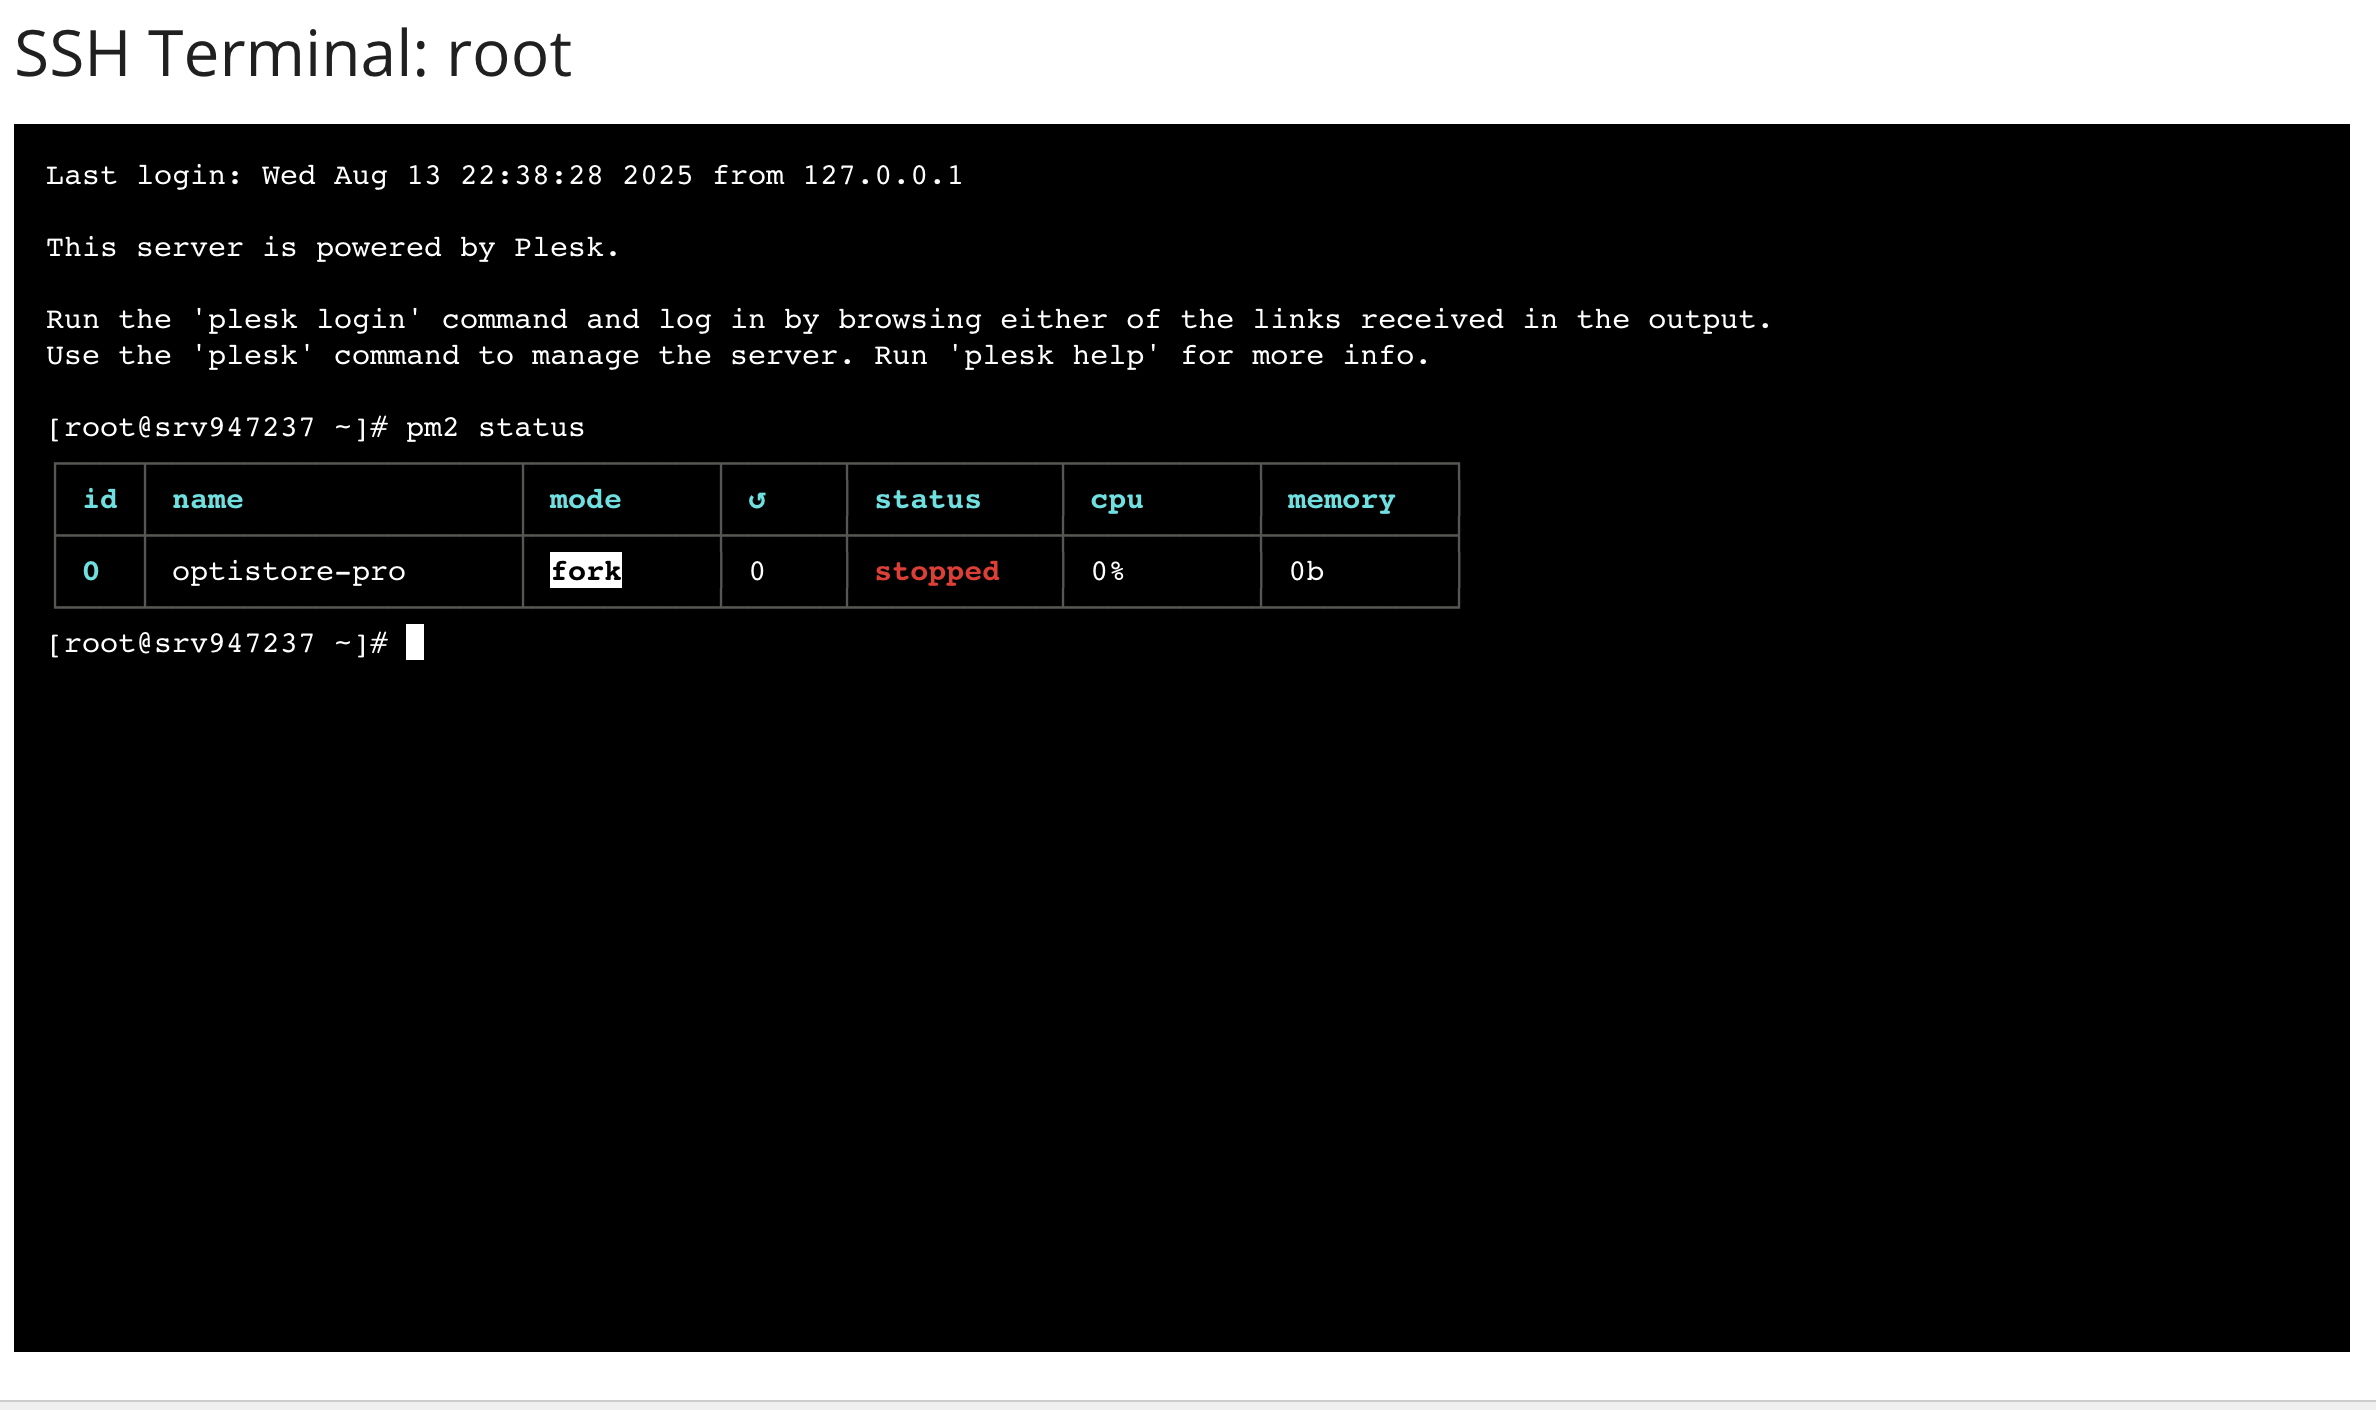 SSH Terminal: root
Last login: Wed Aug 13 22:38:28 2025 from 127.0.0.1
This server is powered by Plesk.
Run the 'plesk login' command and log in by browsing either of the links received in the output.
Use the 'plesk' command to manage the server. Run 'plesk help' for more info.
[root@srv947237 ~]# pm2 status
id name mode ↺ status cpu memory
0 optistore-pro fork 0 stopped 0% 0b
[root@srv947237 ~]#